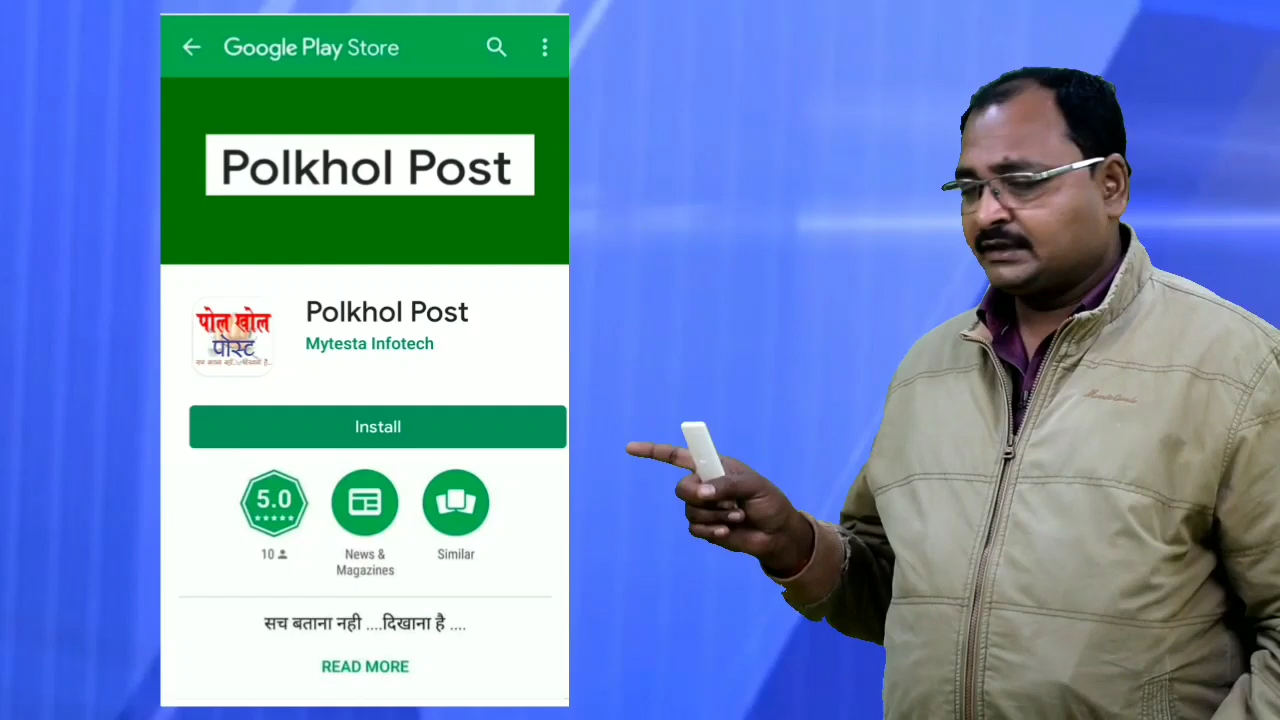 Google Play Store
Polkhol Post
पोल खोल
पोस्ट
Polkhol Post
Mytesta Infotech
Install
5.0
10
News &
Magazines
Similar
सच बताना नही ....दिखाना है ....
READ MORE